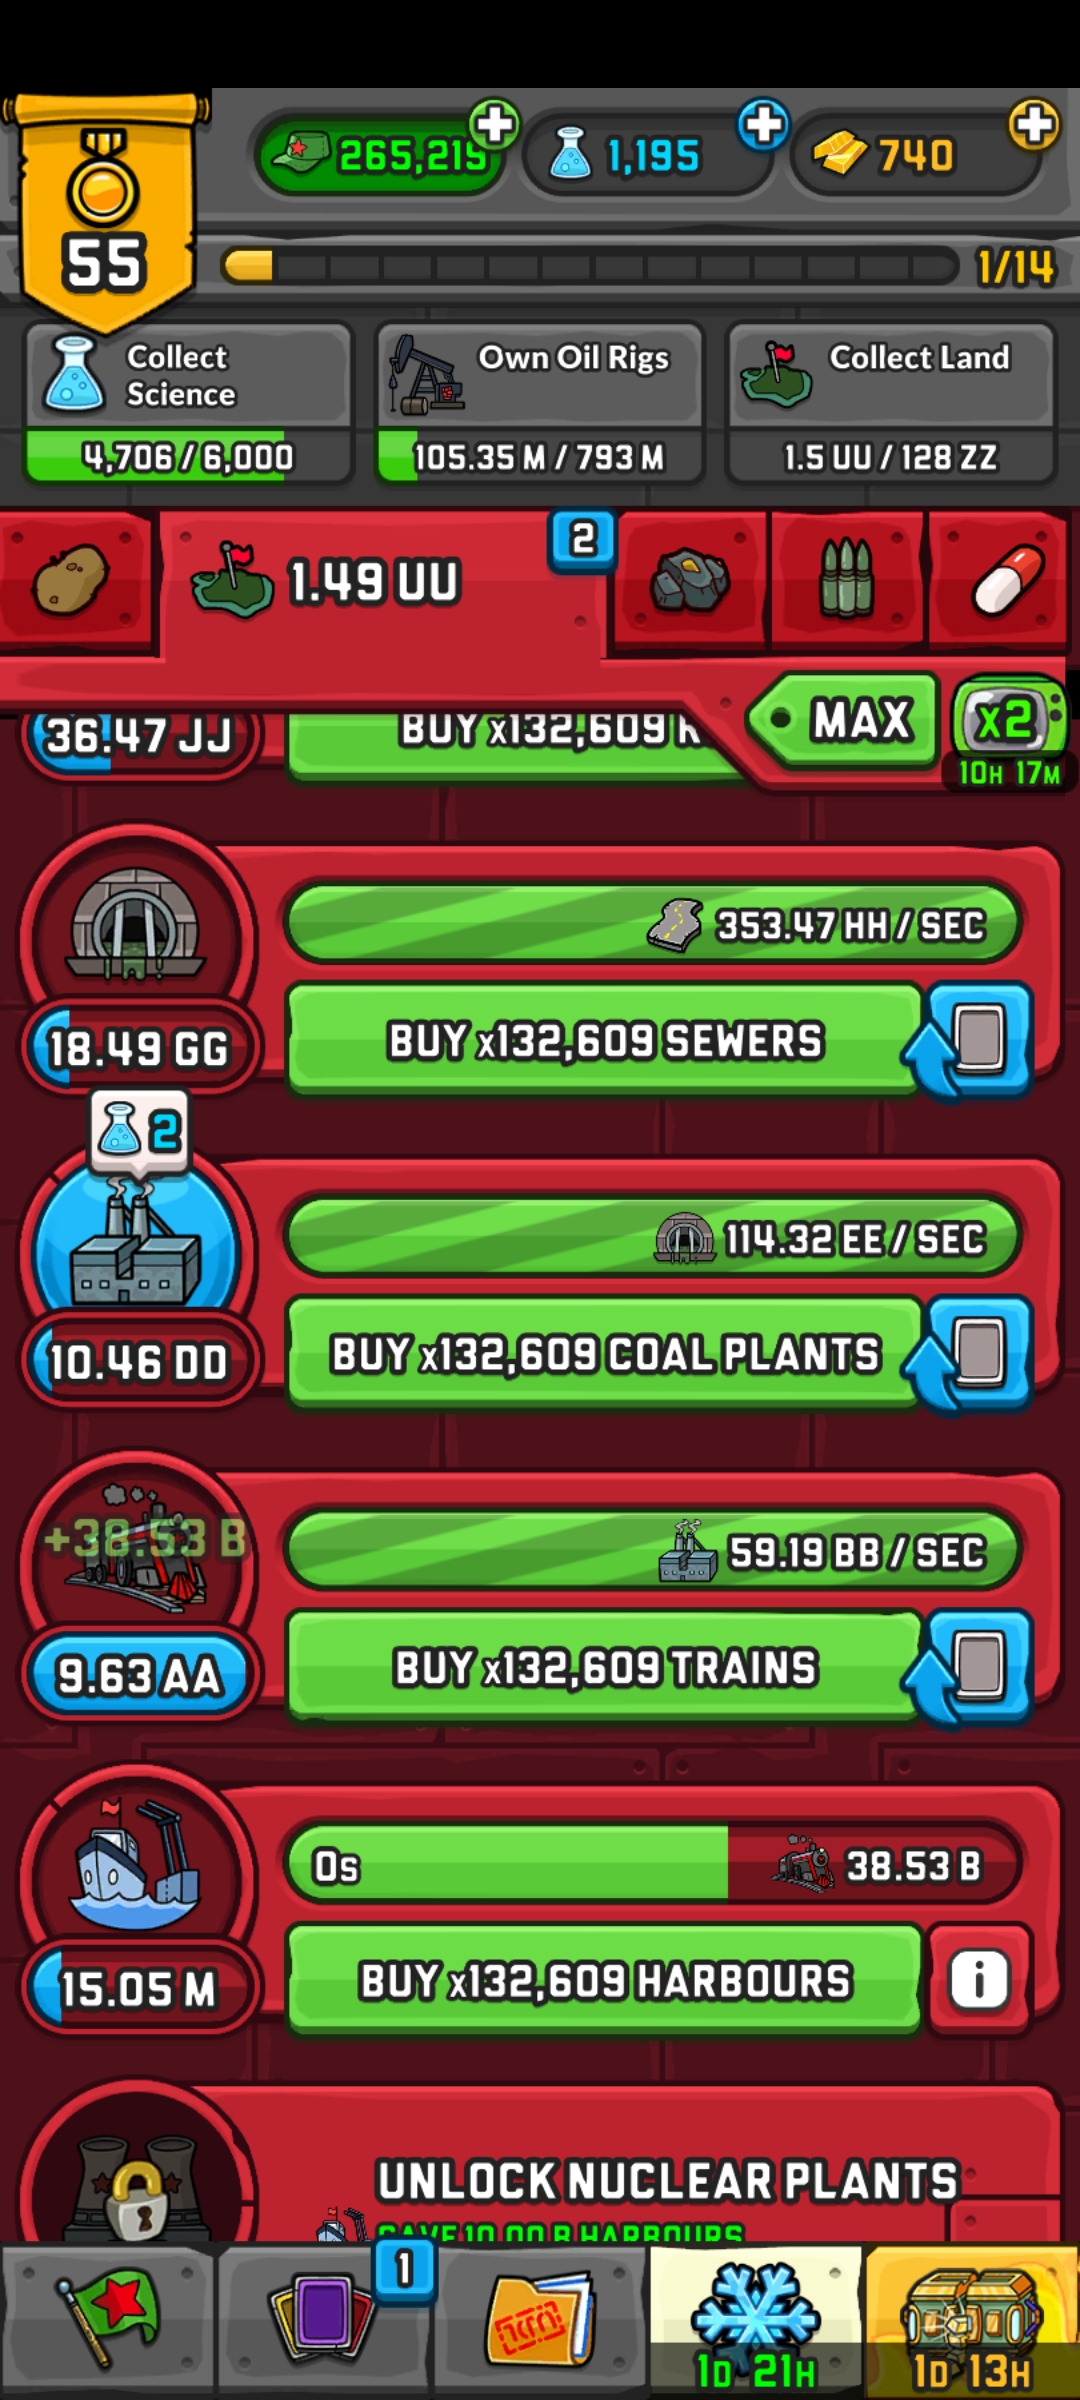 265,219
1,195
740
55
1/14
Collect
Science
4,706 / 6,000
Own Oil Rigs
105.35 M / 793 M
Collect Land
1.5 UU / 128 ZZ
1.49 UU
2
MAX
x2
10H 17M
36.47 JJ
BUY x132,609
353.47 HH / SEC
18.49 GG
BUY x132,609 SEWERS
2
114.32 EE / SEC
10.46 DD
BUY x132,609 COAL PLANTS
+38.53 B
59.19 BB / SEC
9.63 AA
BUY x132,609 TRAINS
0s
38.53 B
15.05 M
BUY x132,609 HARBOURS
i
UNLOCK NUCLEAR PLANTS
10.00 B HARBOURS
1
1D 21H
1D 13H